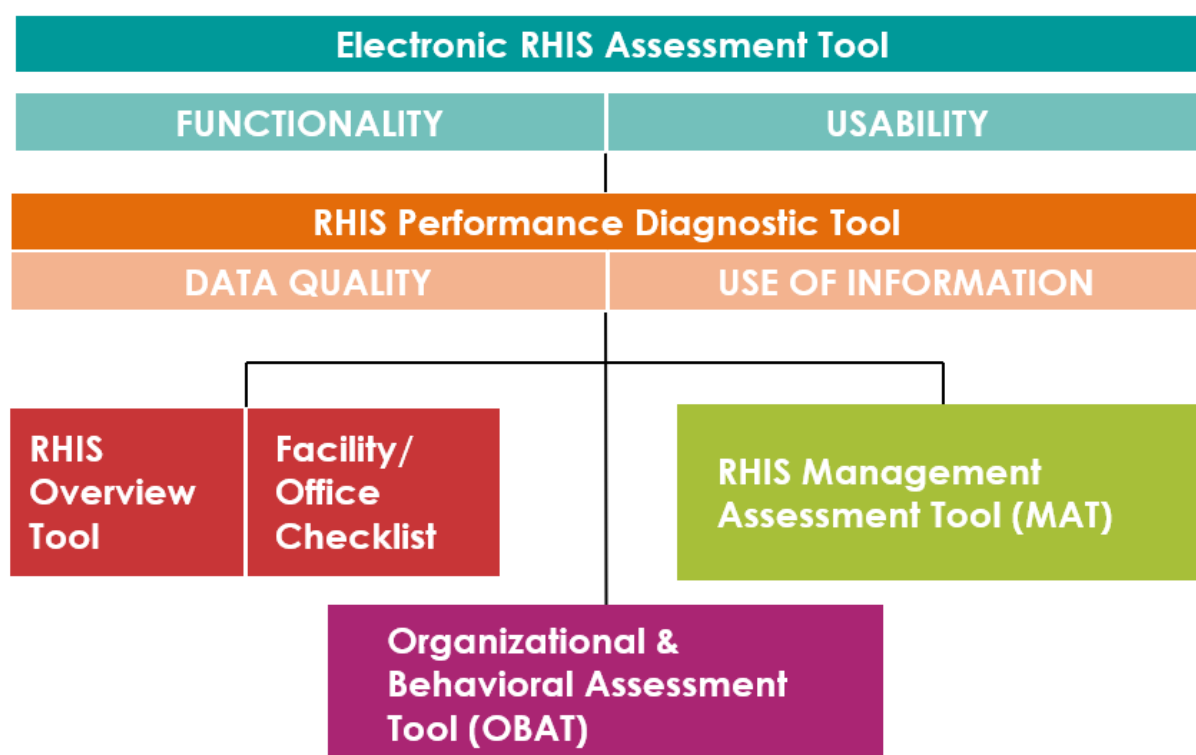 Electronic RHIS Assessment Tool
FUNCTIONALITY
USABILITY
RHIS Performance Diagnostic Tool
DATA QUALITY
USE OF INFORMATION
RHIS
Overview
Tool
Facility/
Office
Checklist
RHIS Management
Assessment Tool (MAT)
Organizational &
Behavioral Assessment
Tool (OBAT)